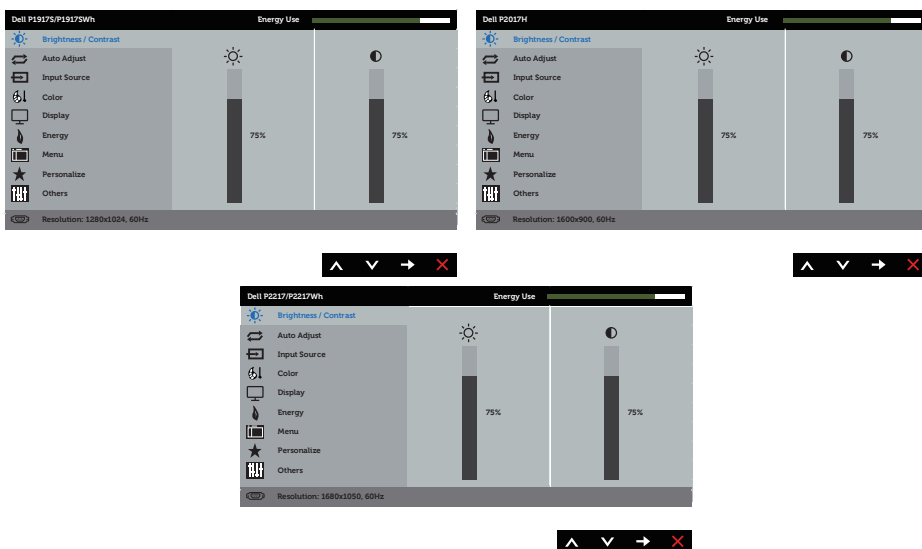 Dell P1917S/P1917SWh Energy Use
Brightness / Contrast
Auto Adjust
Input Source
Color
Display
Energy 75% 75%
Menu
Personalize
Others
Resolution: 1280x1024, 60Hz
Dell P2017H Energy Use
Brightness / Contrast
Auto Adjust
Input Source
Color
Display
Energy 75% 75%
Menu
Personalize
Others
Resolution: 1600x900, 60Hz
Dell P2217/P2217Wh Energy Use
Brightness / Contrast
Auto Adjust
Input Source
Color
Display
Energy 75% 75%
Menu
Personalize
Others
Resolution: 1680x1050, 60Hz